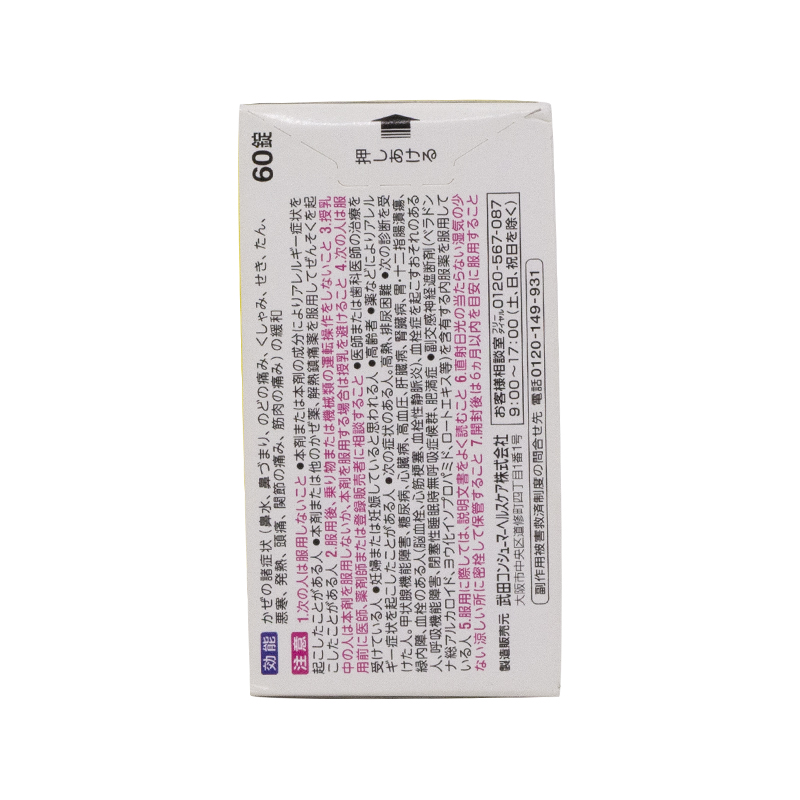 効能 かぜの諸症状（鼻水、鼻づまり、のどの痛み、くしゃみ、せき、たん、
悪寒、発熱、頭痛、関節の痛み、筋肉の痛み）の緩和
60錠
押しあける
注意 1.次の人は服用しないこと ●本剤または本剤の成分によりアレルギー症状を
起こしたことがある人 ●本剤または他のかぜ薬、解熱鎮痛薬を服用してぜんそくを起
こしたことがある人 2.服用後、乗り物または機械類の運転操作をしないこと 3.授乳
中の人は本剤を服用しないか、本剤を服用する場合は授乳を避けること 4.次の人は服
用前に医師、薬剤師または登録販売者に相談すること ●医師または歯科医師の治療を
受けている人 ●妊婦または妊娠していると思われる人 ●高齢者 ●薬などによりアレル
ギー症状を起こしたことがある人 ●次の症状のある人。高熱、排尿困難 ●次の診断を受
けた人。甲状腺機能障害、糖尿病、心臓病、高血圧、肝臓病、腎臓病、胃・十二指腸潰瘍、
緑内障、血栓のある人（脳血栓、心筋梗塞、血栓性静脈炎）、血栓症を起こすおそれのある
人、呼吸機能障害、閉塞性睡眠時無呼吸症候群、肥満症 ●副交感神経遮断剤（ベラドン
ナ総アルカロイド、ヨウ化イソプロパミド、ロートエキス等）を含有する内服薬を服用して
いる人 5.服用に際しては、説明文書をよく読むこと 6.直射日光の当たらない湿気の少
ない涼しい所に密栓して保管すること 7.開封後は6ヵ月以内を目安に服用すること
製造販売元 武田コンシューマーヘルスケア株式会社
大阪市中央区道修町四丁目1番1号
お客様相談室 フリーダイヤル 0120-567-087
9:00~17:00（土、日、祝日を除く）
副作用被害救済制度の問合せ先 電話0120-149-931